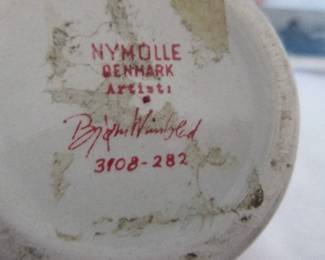 NYMOLLE
DENMARK
Artist:
Bjørn Wiinblad
3108-282